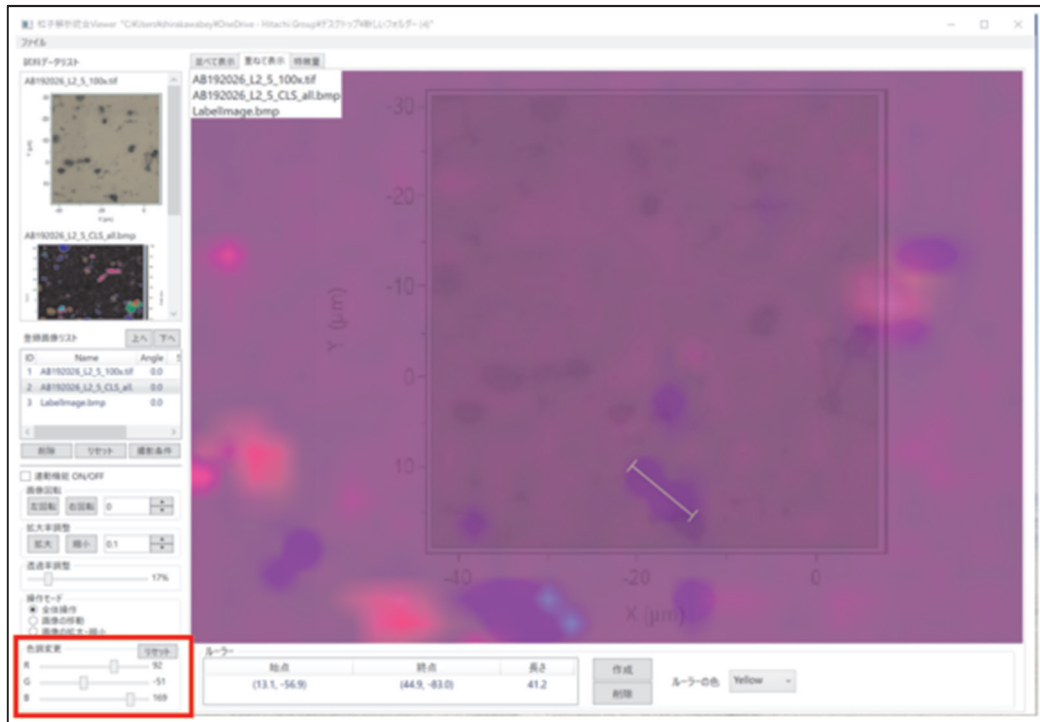 粒子解析統合Viewer "C:¥Users¥shirakawabey¥OneDrive - Hitachi Group¥デスクトップ¥新しいフォルダー (4)"
ファイル
試料データリスト
並べて表示 重ねて表示 特徴量
AB192026_L2_5_100x.tif
AB192026_L2_5_100x.tif
AB192026_L2_5_CLS_all.bmp
LabelImage.bmp
AB192026_L2_5_CLS_all.bmp
登録画像リスト 上へ 下へ
ID Name Angle S
1 AB192026_L2_5_100x.tif 0.0
2 AB192026_L2_5_CLS_all. 0.0
3 LabelImage.bmp 0.0
削除 リセット 撮影条件
連動機能 ON/OFF
画像回転
左回転 右回転 0
拡大率調整
拡大 縮小 0.1
透過率調整
17%
操作モード
全体操作
画像の移動
画像の拡大・縮小
色調変更 リセット
R 92
G -51
B 169
-30
-20
-10
0
10
Y (μm)
-40 -20 0
X (μm)
ルーラー
始点 終点 長さ
(13.1, -56.9) (44.9, -83.0) 41.2
作成
削除
ルーラーの色 Yellow